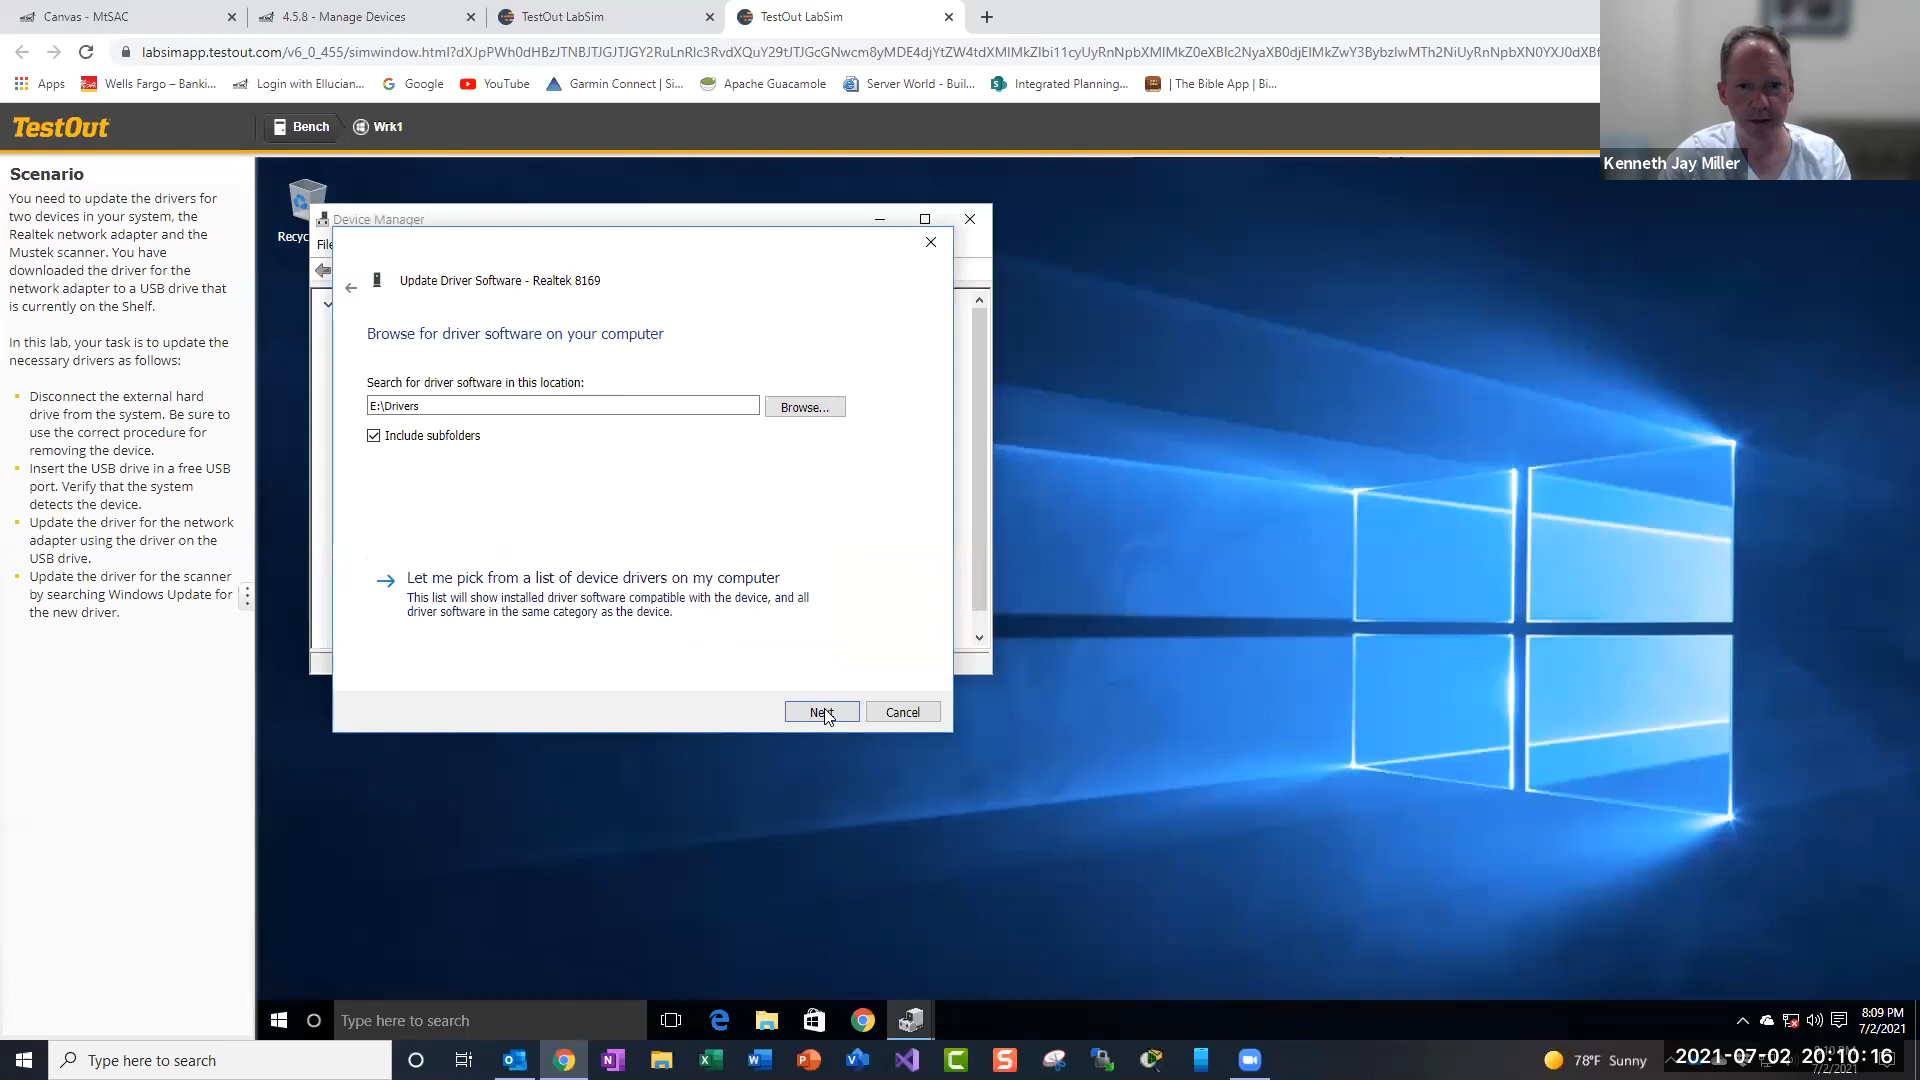 Canvas - MtSAC
4.5.8 - Manage Devices
TestOut LabSim
TestOut LabSim
Apps
Wells Fargo – Banki...
Login with Ellucian...
Google
YouTube
Garmin Connect | Si...
Apache Guacamole
Server World - Buil...
Integrated Planning...
| The Bible App | Bi...
TestOut
Bench
Wrk1
Kenneth Jay Miller
Scenario
You need to update the drivers for
two devices in your system, the
Realtek network adapter and the
Mustek scanner. You have
downloaded the driver for the
network adapter to a USB drive that
is currently on the Shelf.
In this lab, your task is to update the
necessary drivers as follows:
Disconnect the external hard
drive from the system. Be sure to
use the correct procedure for
removing the device.
Insert the USB drive in a free USB
port. Verify that the system
detects the device.
Update the driver for the network
adapter using the driver on the
USB drive.
Update the driver for the scanner
by searching Windows Update for
the new driver.
Device Manager
Update Driver Software - Realtek 8169
Browse for driver software on your computer
Search for driver software in this location:
E:\Drivers
Browse...
Include subfolders
Let me pick from a list of device drivers on my computer
This list will show installed driver software compatible with the device, and all
driver software in the same category as the device.
Next
Cancel
Type here to search
8:09 PM
7/2/2021
Type here to search
78°F Sunny
2021-07-02 20:10:16
7/2/2021